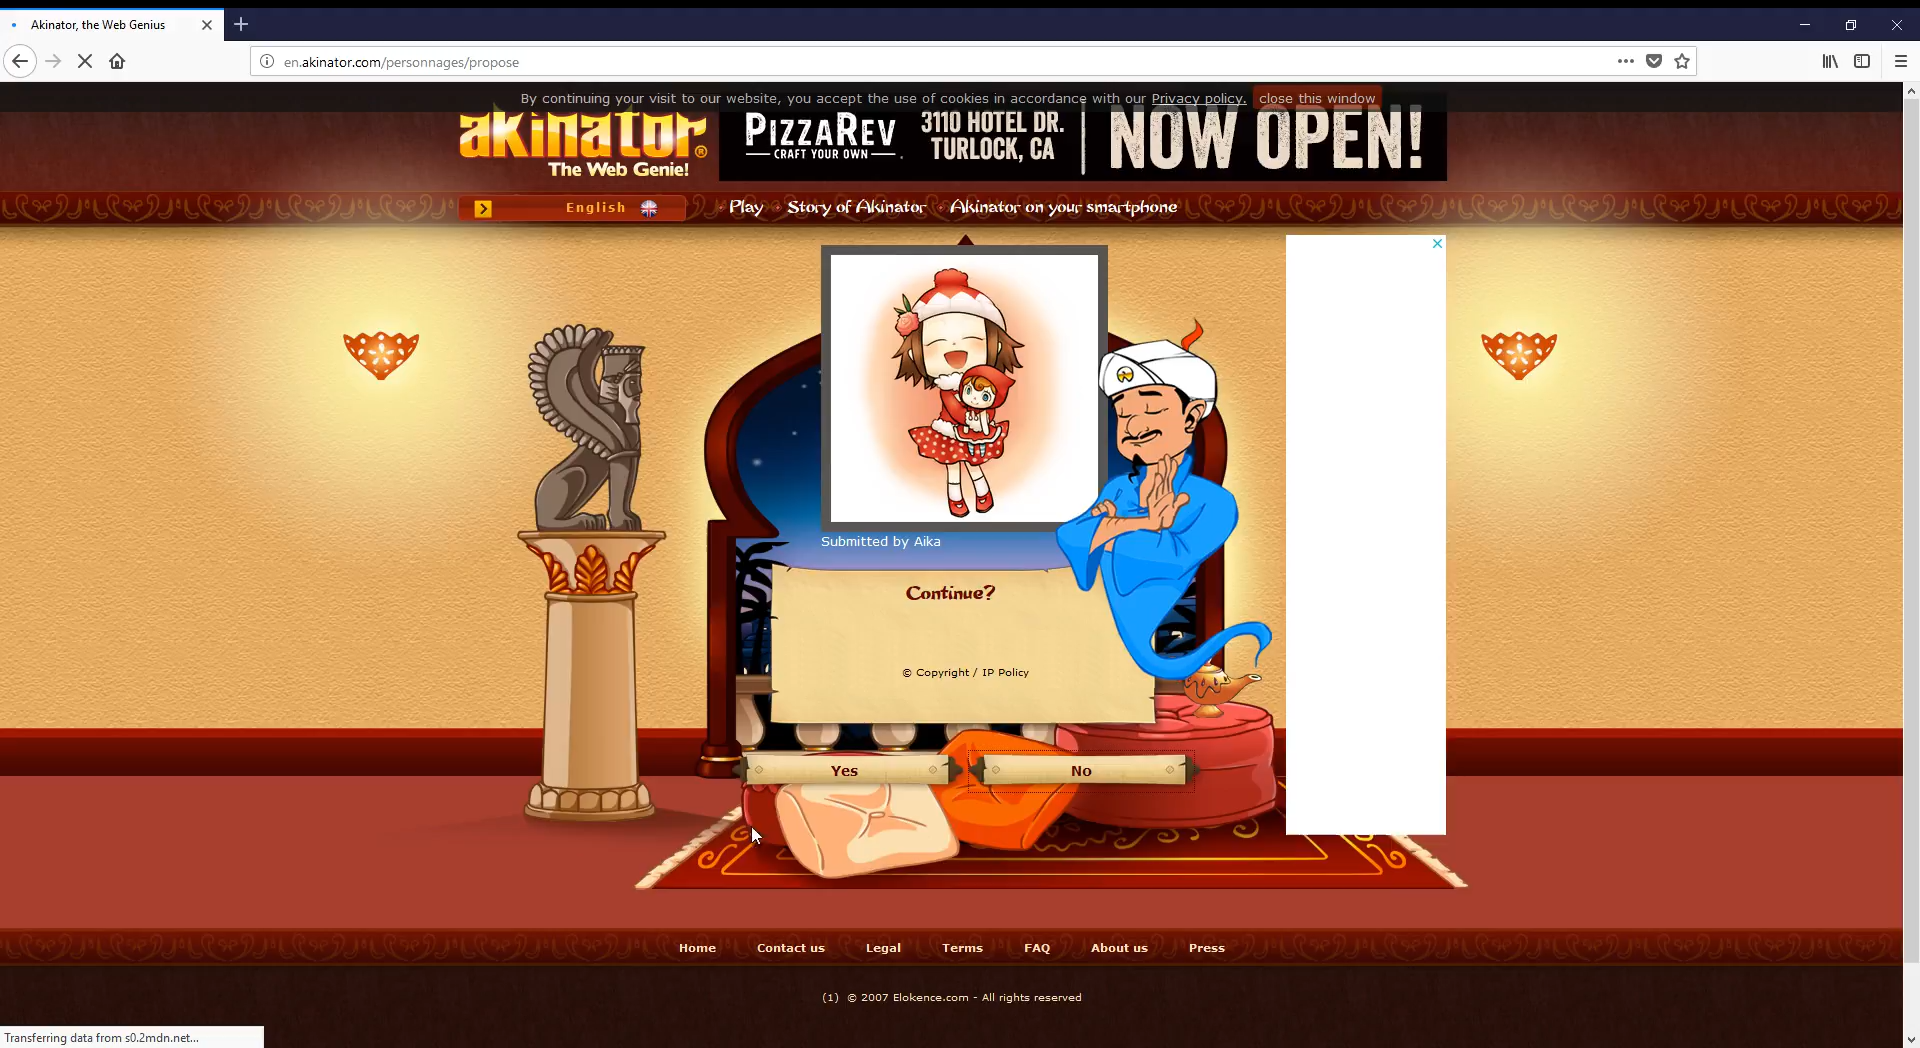 Akinator, the Web Genius
en.akinator.com/personnages/propose
By continuing your visit to our website, you accept the use of cookies in accordance with our Privacy policy. close this window
akinator®
The Web Genie!
PIZZAREV
CRAFT YOUR OWN
3110 HOTEL DR.
TURLOCK, CA
NOW OPEN!
English
Play
Story of Akinator
Akinator on your smartphone
Submitted by Aika
Continue?
© Copyright / IP Policy
Yes
No
Home
Contact us
Legal
Terms
FAQ
About us
Press
(1) © 2007 Elokence.com - All rights reserved
Transferring data from s0.2mdn.net...